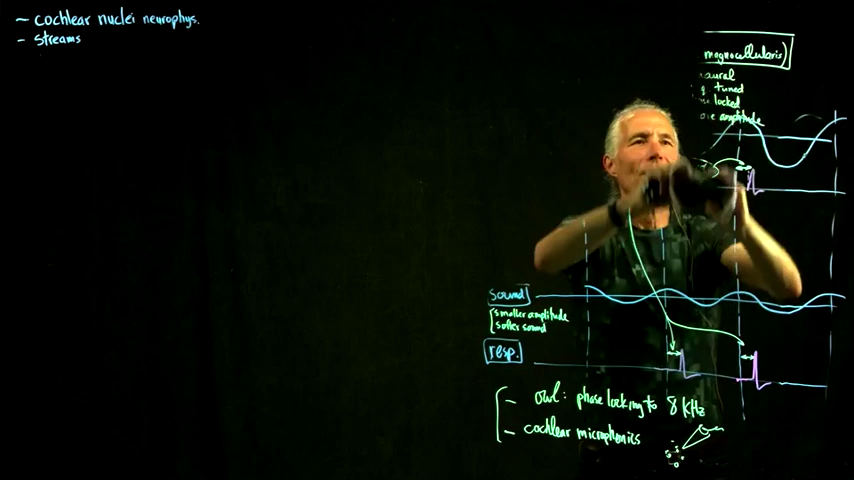 ~ cochlear nuclei neurophys.
- streams
magnocellularis)
tuned
locked
amplitude
sound
smaller amplitude
softer sound
resp.
- owl: phase locking to 8 KHz
- cochlear microphonics